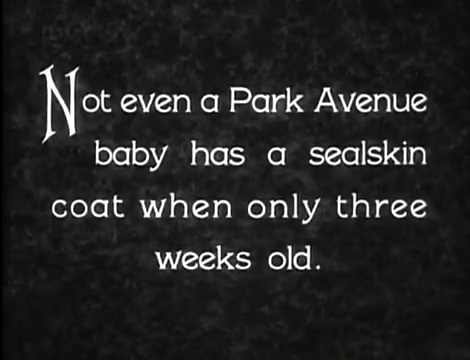 Not even a Park Avenue
baby has a sealskin
coat when only three
weeks old.